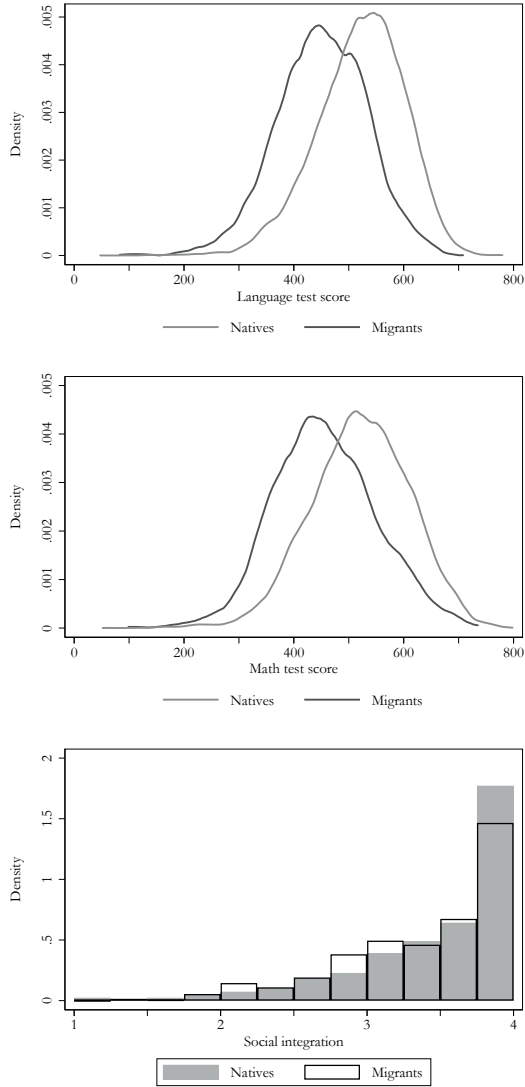 Density
.005
.004
.003
.002
.001
0
0 200 400 600 800
Language test score
Natives Migrants
Density
.005
.004
.003
.002
.001
0
0 200 400 600 800
Math test score
Natives Migrants
Density
2
1.5
1
.5
0
1 2 3 4
Social integration
Natives Migrants